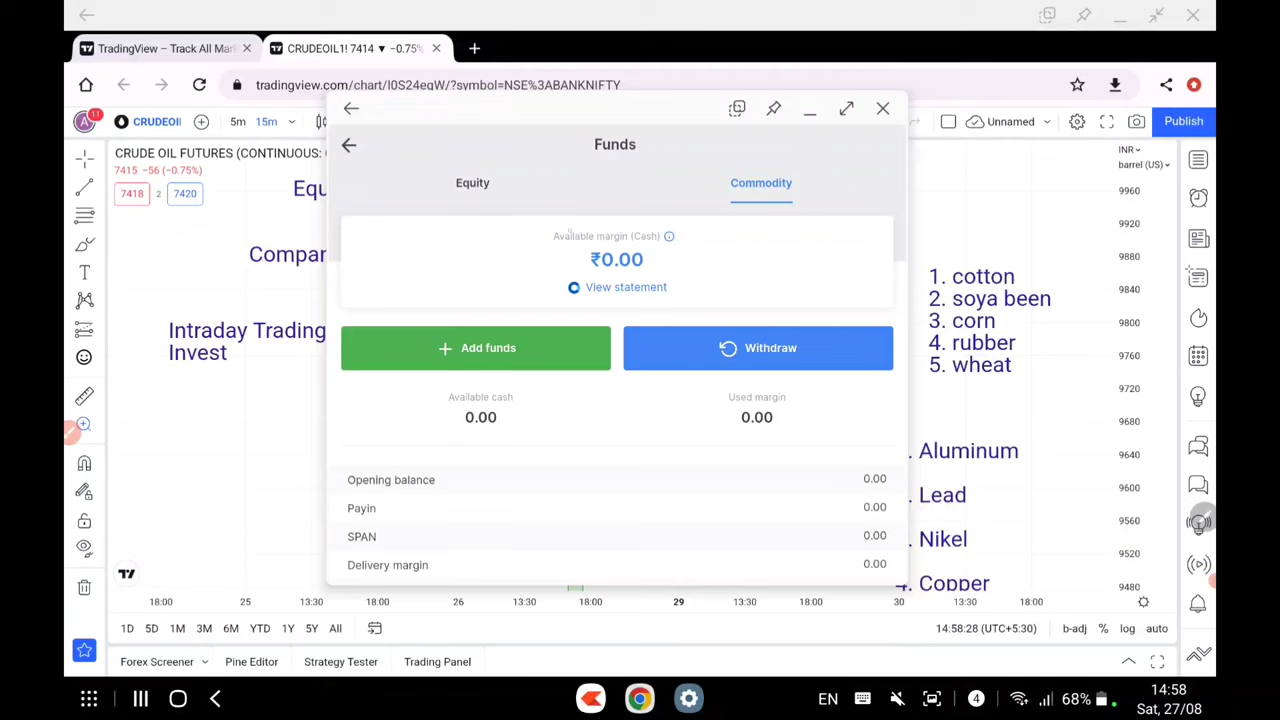 TradingView – Track All Mar
CRUDEOIL1! 7414 ▼ −0.75%
tradingview.com/chart/l0S24egW/?symbol=NSE%3ABANKNIFTY
11
CRUDEOI
5m
15m
Unnamed
Publish
CRUDE OIL FUTURES (CONTINUOUS:
7415 −56 (−0.75%)
7418
2
7420
INR
barrel (US)
Equ
Compar
Intraday Trading
Invest
Funds
Equity
Commodity
Available margin (Cash)
₹0.00
View statement
+ Add funds
Withdraw
Available cash
Used margin
0.00
0.00
Opening balance 0.00
Payin 0.00
SPAN 0.00
Delivery margin 0.00
1. cotton
2. soya been
3. corn
4. rubber
5. wheat
. Aluminum
. Lead
. Nikel
4. Copper
9960
9920
9880
9840
9800
9760
9720
9680
9640
9600
9560
9520
9480
18:00 25 13:30 18:00 26 13:30 18:00 29 13:30 18:00 30 13:30 18:00
1D 5D 1M 3M 6M YTD 1Y 5Y All
14:58:28 (UTC+5:30)
b-adj % log auto
Forex Screener Pine Editor Strategy Tester Trading Panel
EN
4
68%
14:58
Sat, 27/08